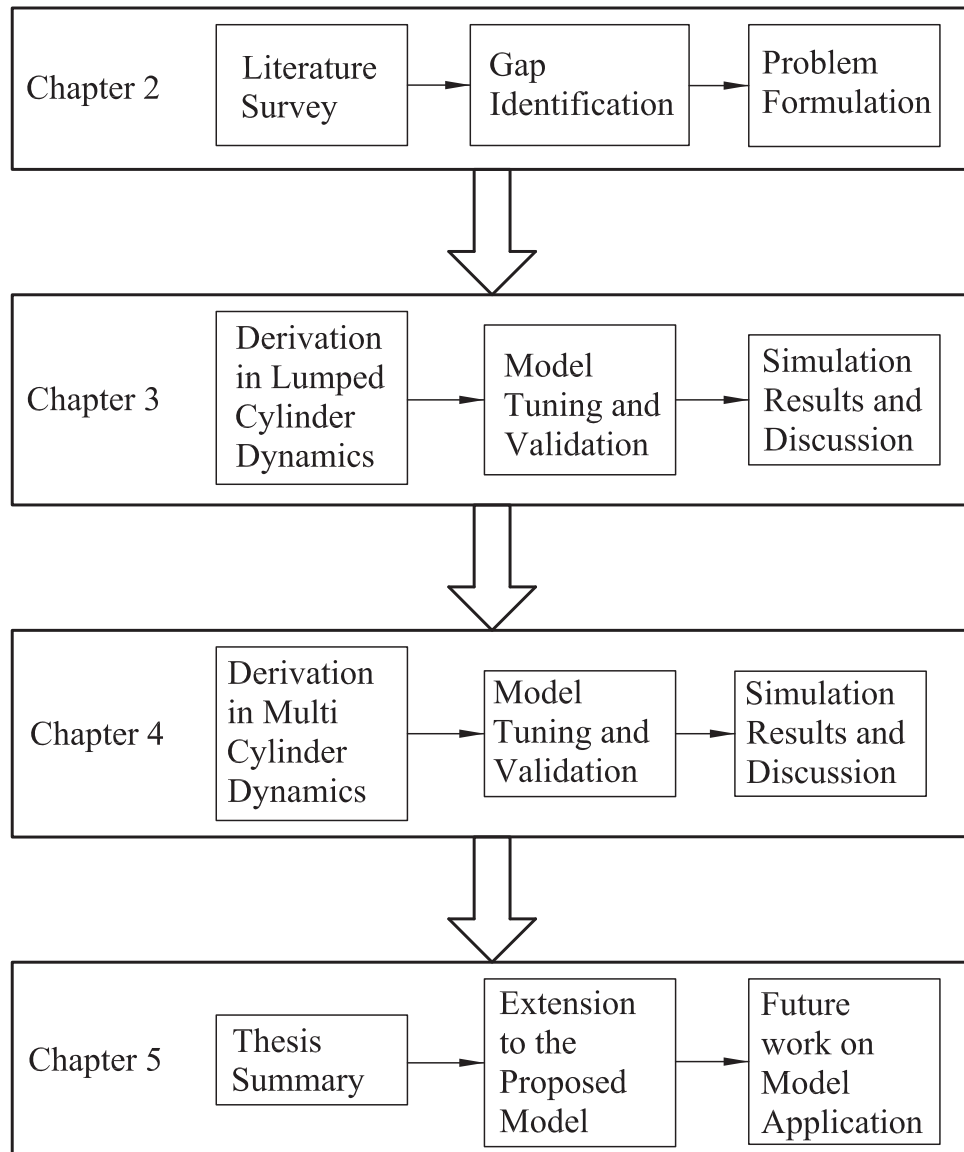 Chapter 2
Literature
Survey
Gap
Identification
Problem
Formulation
Chapter 3
Derivation
in Lumped
Cylinder
Dynamics
Model
Tuning and
Validation
Simulation
Results and
Discussion
Chapter 4
Derivation
in Multi
Cylinder
Dynamics
Model
Tuning and
Validation
Simulation
Results and
Discussion
Chapter 5
Thesis
Summary
Extension
to the
Proposed
Model
Future
work on
Model
Application